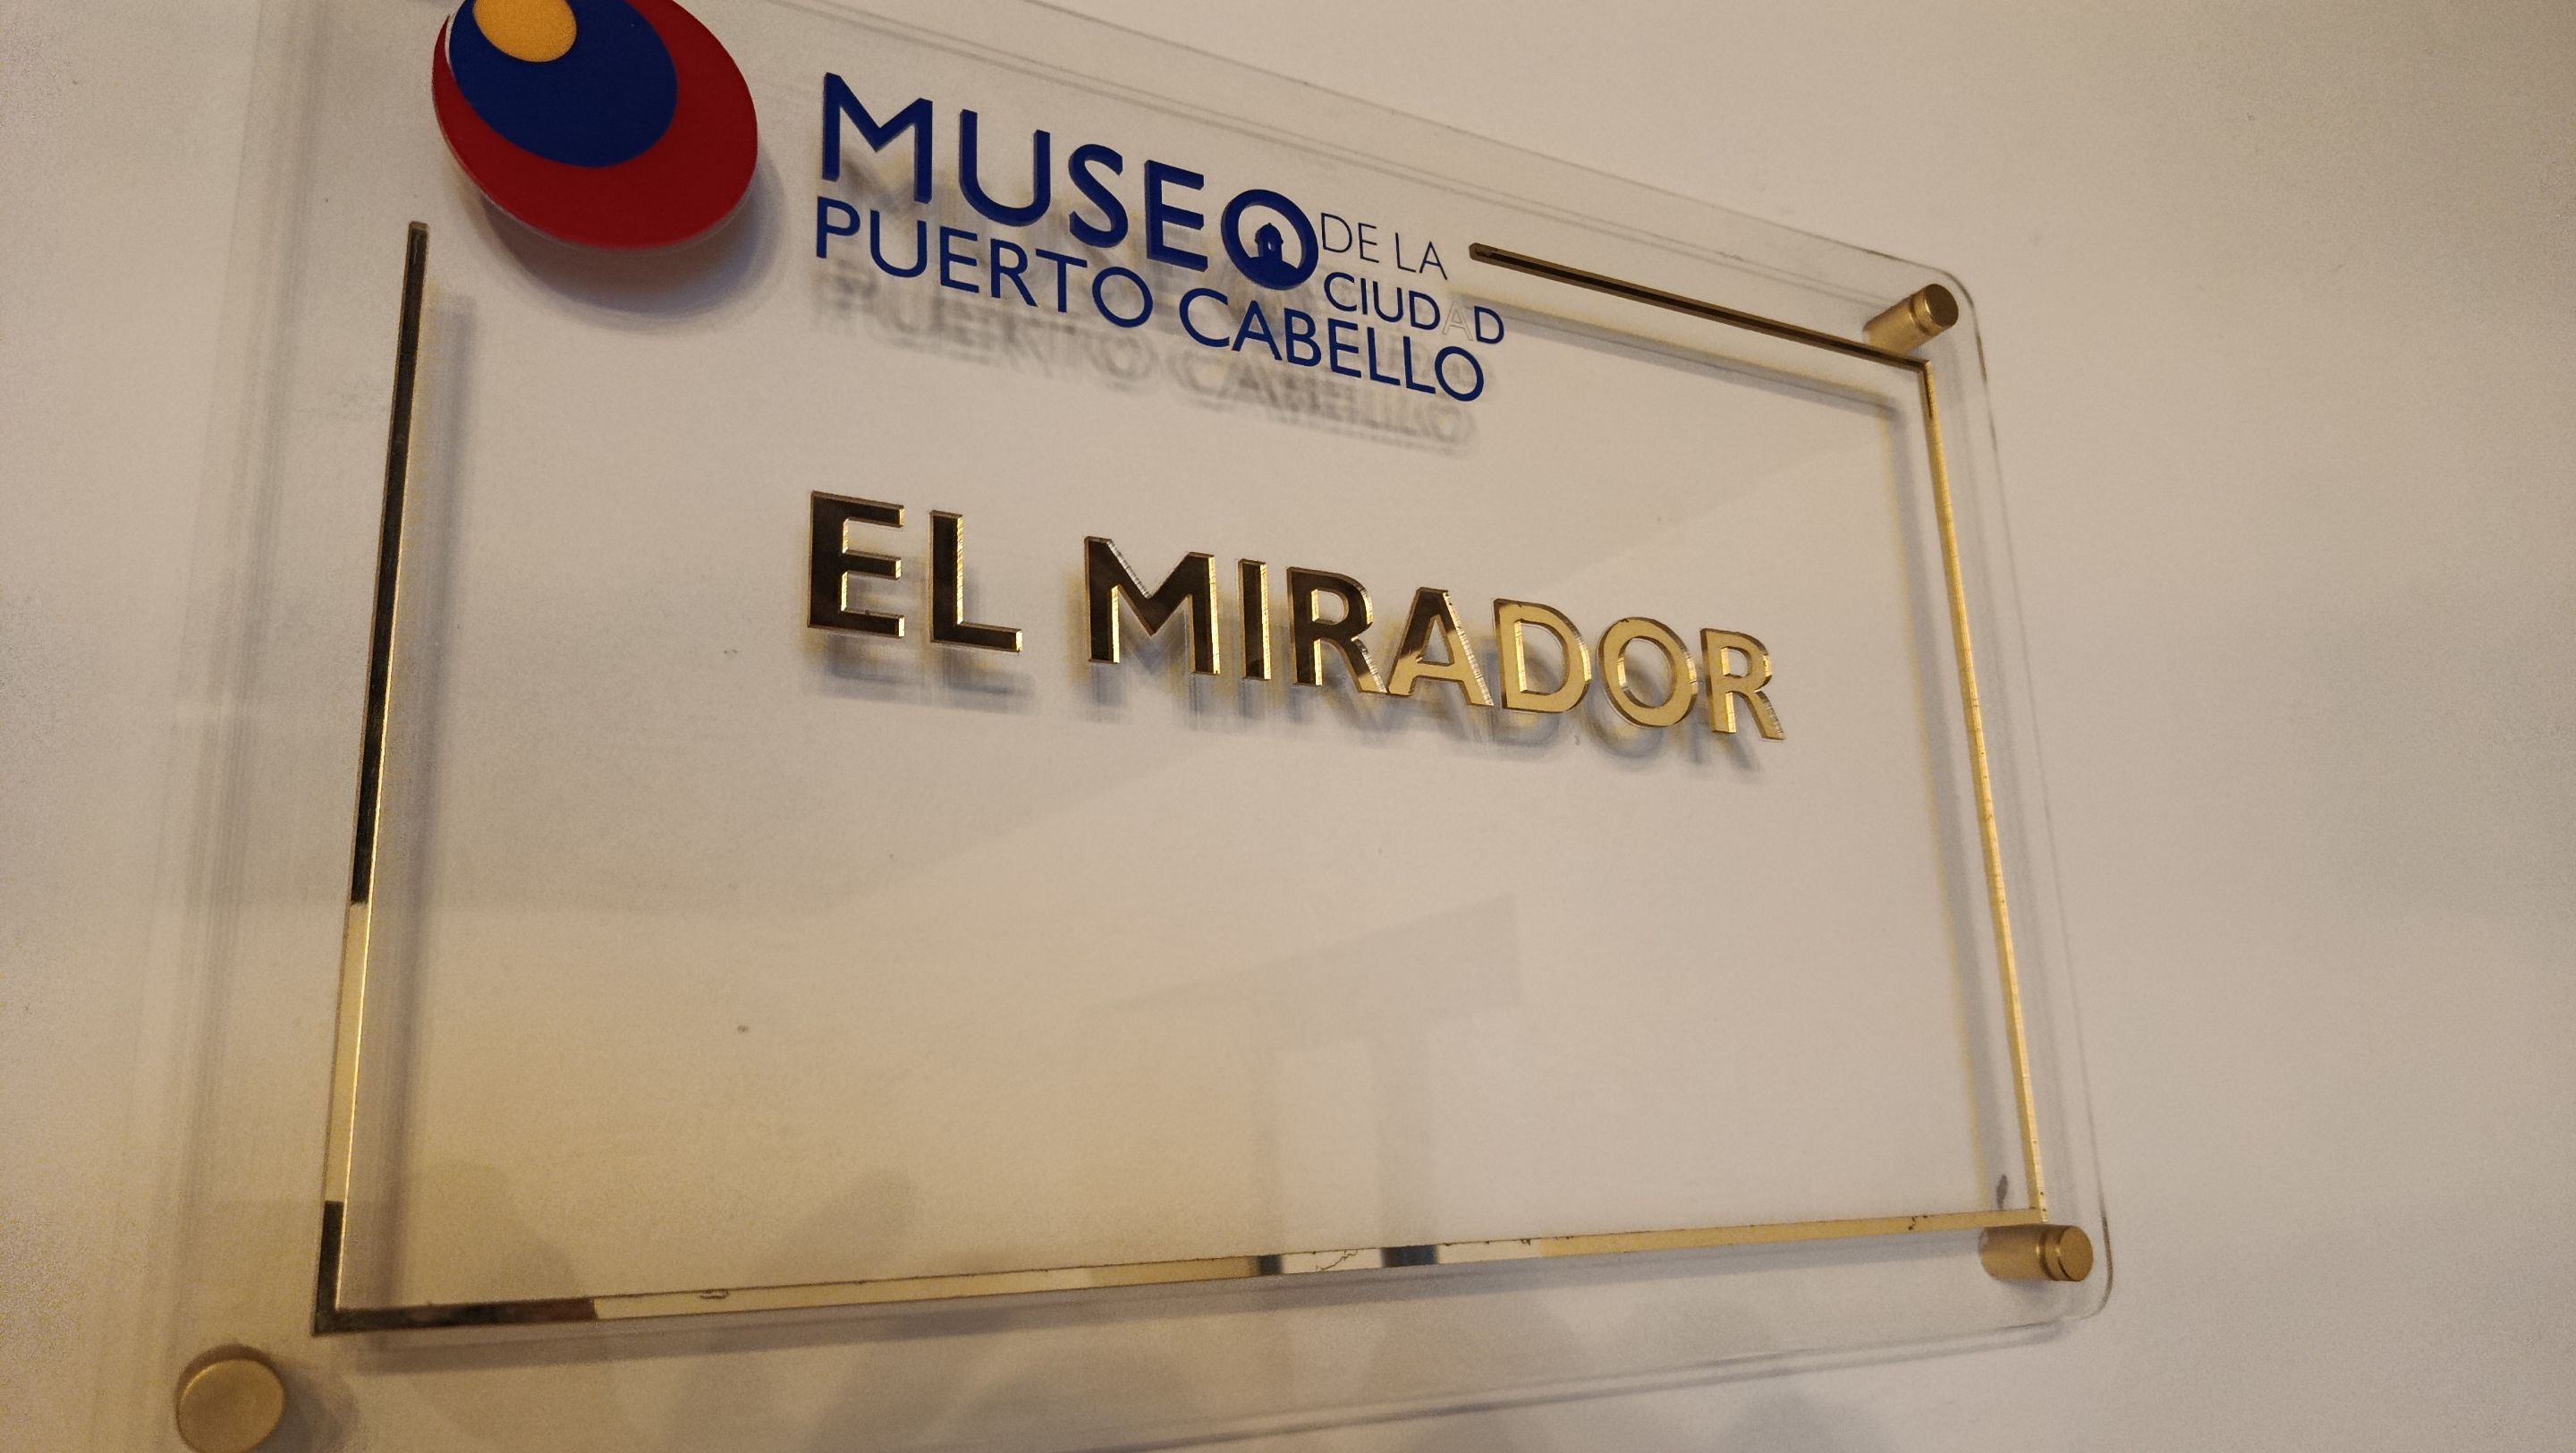 MUSEO DE LA
CIUDAD
PUERTO CABELLO
EL MIRADOR